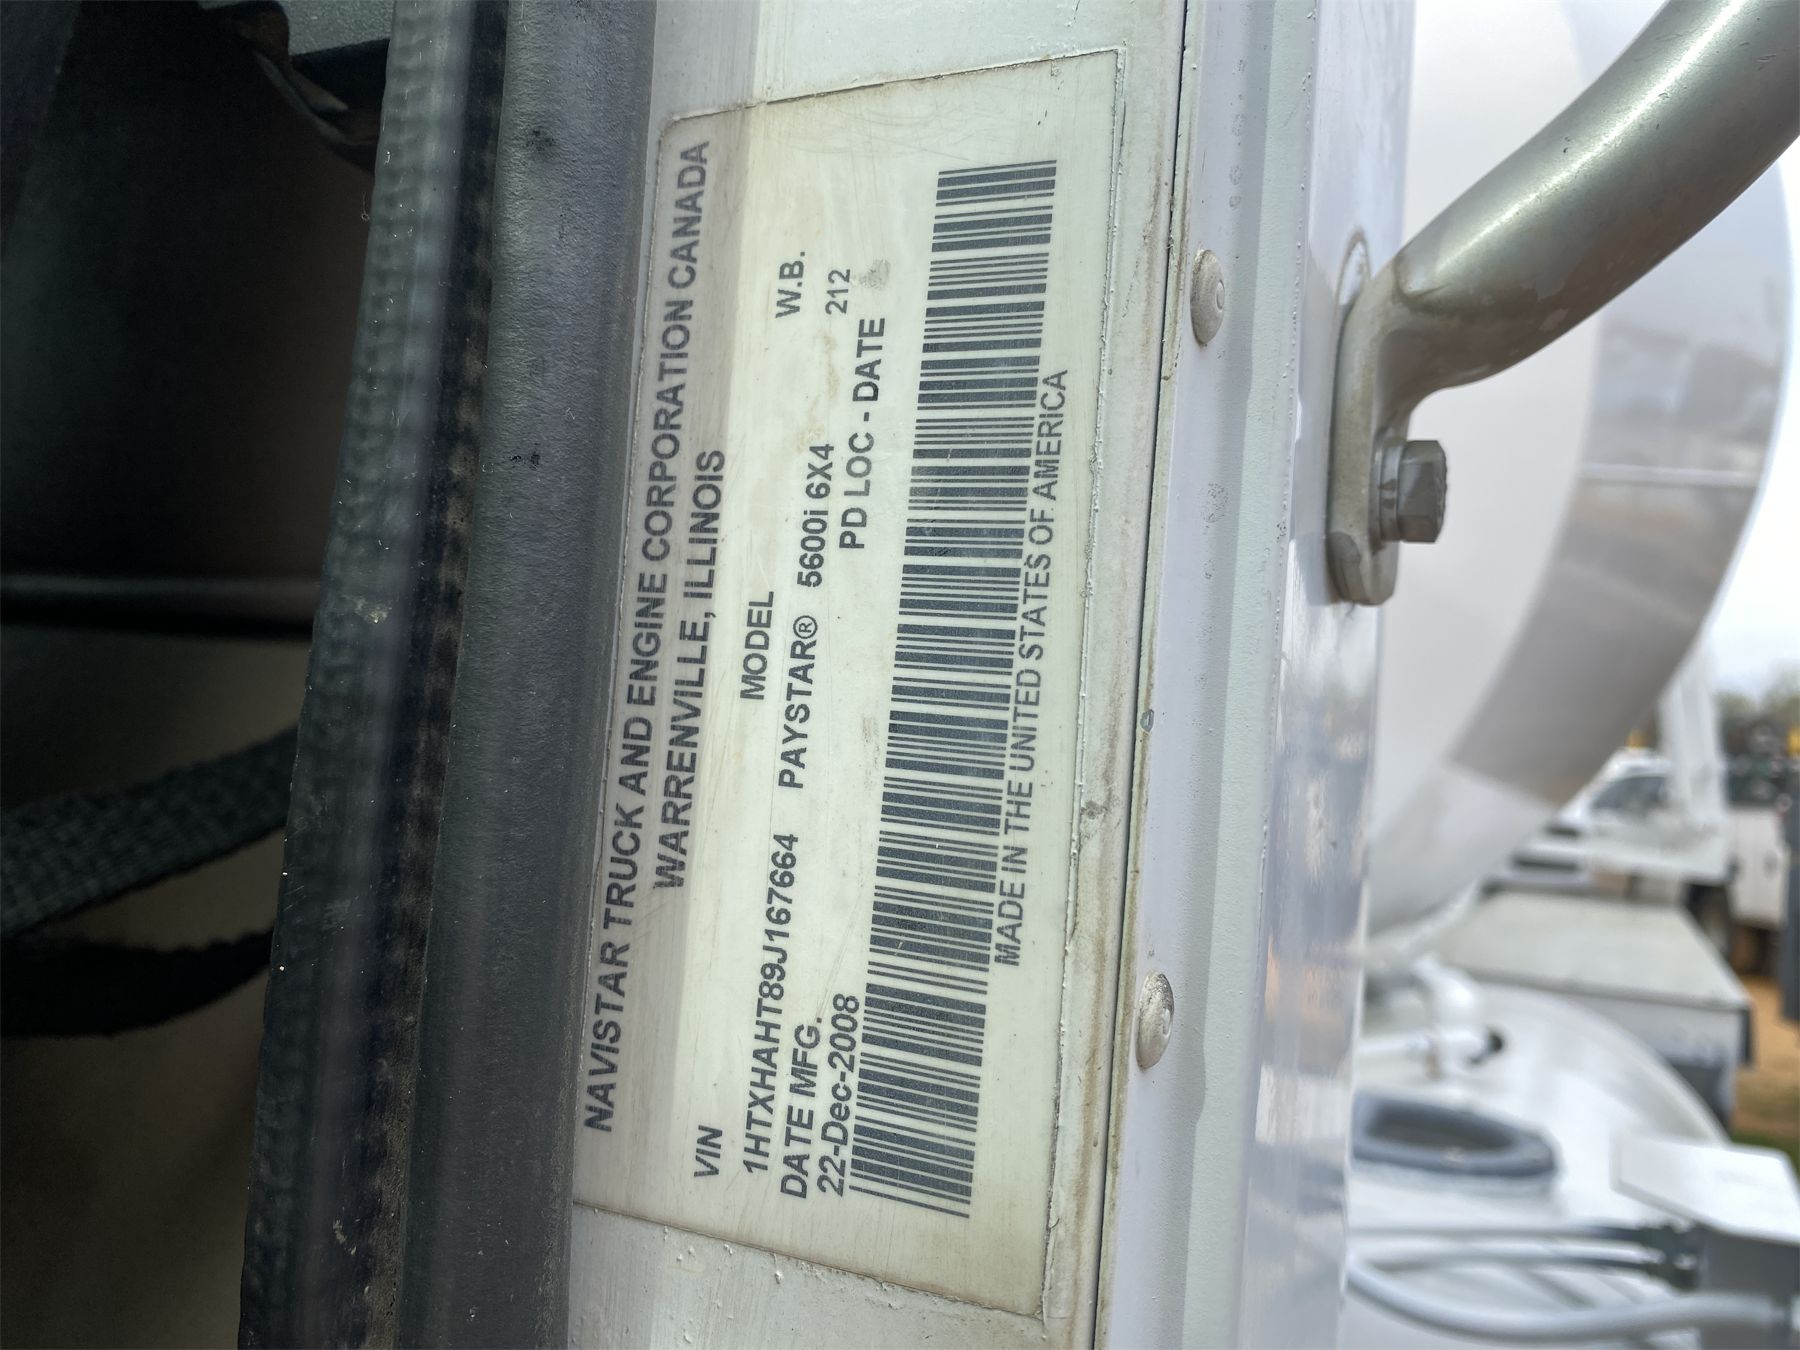 NAVISTAR TRUCK AND ENGINE CORPORATION CANADA
WARRENVILLE, ILLINOIS
VIN MODEL W.B.
1HTXHAHT89J167664 PAYSTAR® 5600i 6X4 212
DATE MFG. PD LOC - DATE
22-Dec-2008
MADE IN THE UNITED STATES OF AMERICA